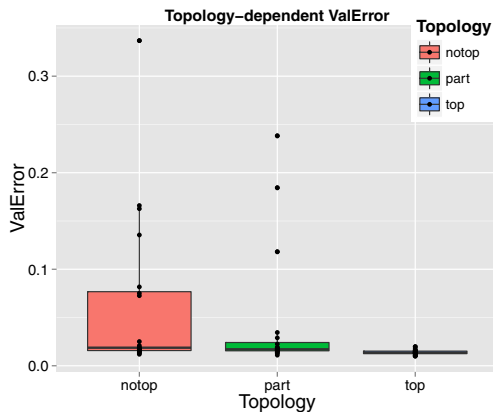 Topology-dependent ValError
Topology
notop
part
top
ValError
0.3
0.2
0.1
0.0
notop part top
Topology